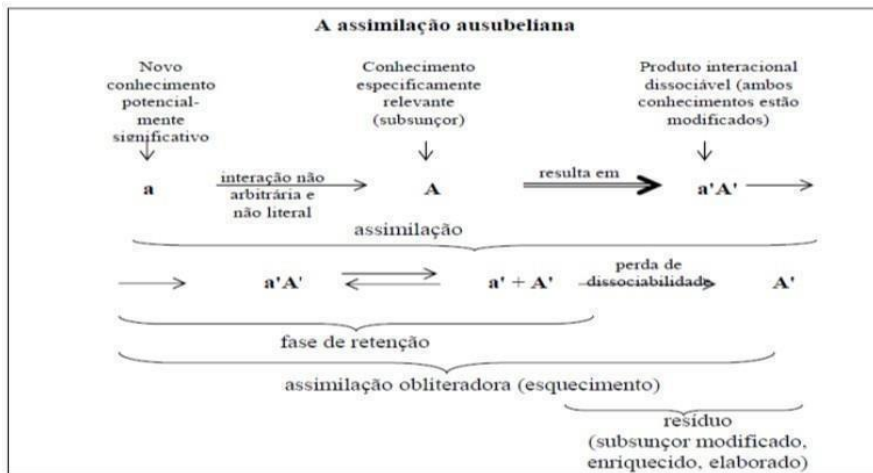 A assimilação ausubeliana
Novo
conhecimento
potencial-
mente
significativo
Conhecimento
especificamente
relevante
(subsunçor)
Produto interacional
dissociável (ambos
conhecimentos estão
modificados)
a
interação não
arbitrária e
não literal
A
resulta em
a'A'
assimilação
a'A'
a' + A'
perda de
dissociabilidade
A'
fase de retenção
assimilação obliteradora (esquecimento)
resíduo
(subsunçor modificado,
enriquecido, elaborado)